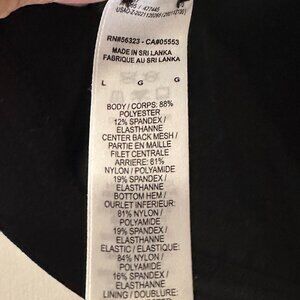 RN#56323 - CA#05553
MADE IN SRI LANKA
FABRIQUE AU SRI LANKA
L G G
BODY / CORPS: 88%
POLYESTER
12% SPANDEX /
ELASTHANNE
CENTER BACK MESH /
PARTIE EN MAILLE
FILET CENTRALE
ARRIERE: 81%
NYLON / POLYAMIDE
19% SPANDEX /
ELASTHANNE
BOTTOM HEM /
OURLET INFERIEUR:
81% NYLON /
POLYAMIDE
19% SPANDEX /
ELASTHANNE
ELASTIC / ELASTIQUE:
84% NYLON /
POLYAMIDE
16% SPANDEX /
ELASTHANNE
LINING / DOUBLURE: